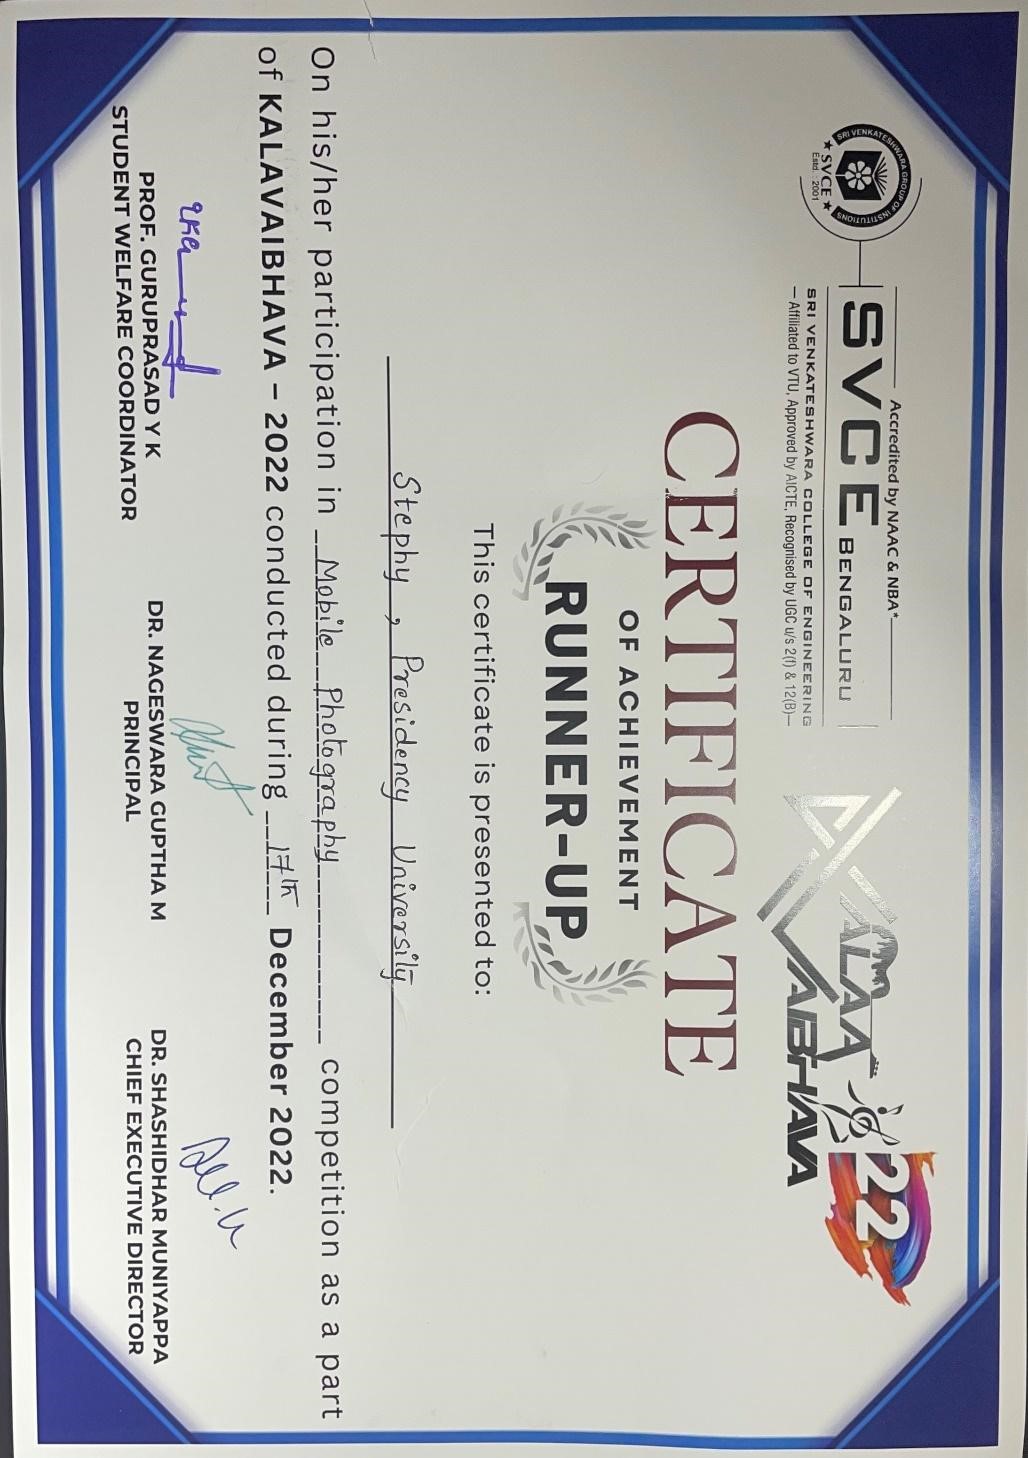 SRI VENKATESHWARA GROUP OF INSTITUTIONS
★ SVCE ★
Estd.: 2001
Accredited by NAAC & NBA*
SVCE BENGALURU
SRI VENKATESHWARA COLLEGE OF ENGINEERING
– Affiliated to VTU, Approved by AICTE, Recognised by UGC u/s 2(f) & 12(B)–
KALAA
VAIBHAVA
22
CERTIFICATE
OF ACHIEVEMENT
RUNNER-UP
This certificate is presented to:
Stephy, Presidency University
On his/her participation in Mobile Photography competition as a part
of KALAVAIBHAVA - 2022 conducted during 17th December 2022.
PROF. GURUPRASAD Y K
STUDENT WELFARE COORDINATOR
DR. NAGESWARA GUPTHA M
PRINCIPAL
DR. SHASHIDHAR MUNIYAPPA
CHIEF EXECUTIVE DIRECTOR